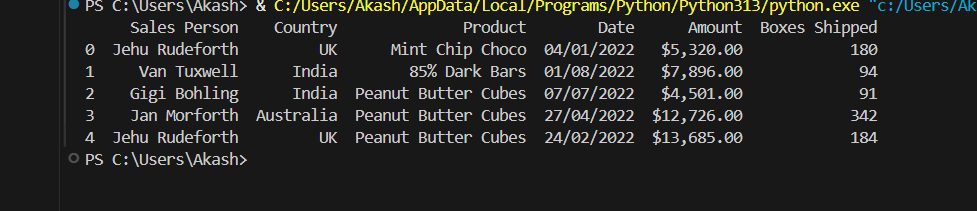 PS C:\Users\Akash> & C:/Users/Akash/AppData/Local/Programs/Python/Python313/python.exe "c:/Users/Ak
Sales Person Country Product Date Amount Boxes Shipped
0 Jehu Rudeforth UK Mint Chip Choco 04/01/2022 $5,320.00 180
1 Van Tuxwell India 85% Dark Bars 01/08/2022 $7,896.00 94
2 Gigi Bohling India Peanut Butter Cubes 07/07/2022 $4,501.00 91
3 Jan Morforth Australia Peanut Butter Cubes 27/04/2022 $12,726.00 342
4 Jehu Rudeforth UK Peanut Butter Cubes 24/02/2022 $13,685.00 184
PS C:\Users\Akash>